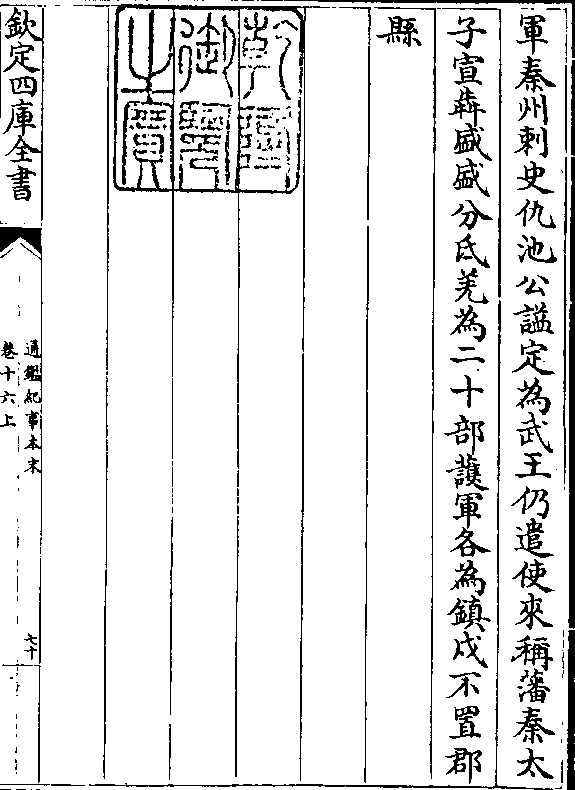 軍秦州刺史仇池公謚定為武王仍遣使來稱藩秦太
子宣犇盛盛分氐羌為二十部護軍各為鎮戍不置郡
縣
乾隆
御覽
之寶
欽定四庫全書
通鑑紀事本末
卷十六上
七十